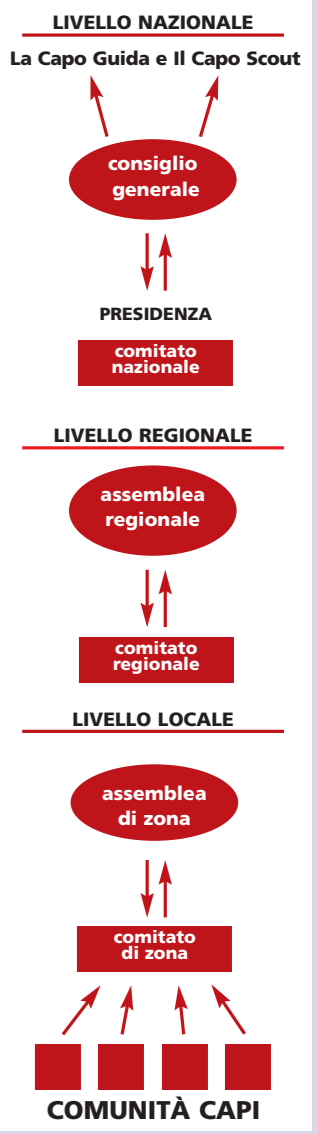 LIVELLO NAZIONALE
La Capo Guida e Il Capo Scout
consiglio
generale
PRESIDENZA
comitato
nazionale
LIVELLO REGIONALE
assemblea
regionale
comitato
regionale
LIVELLO LOCALE
assemblea
di zona
comitato
di zona
COMUNITÀ CAPI